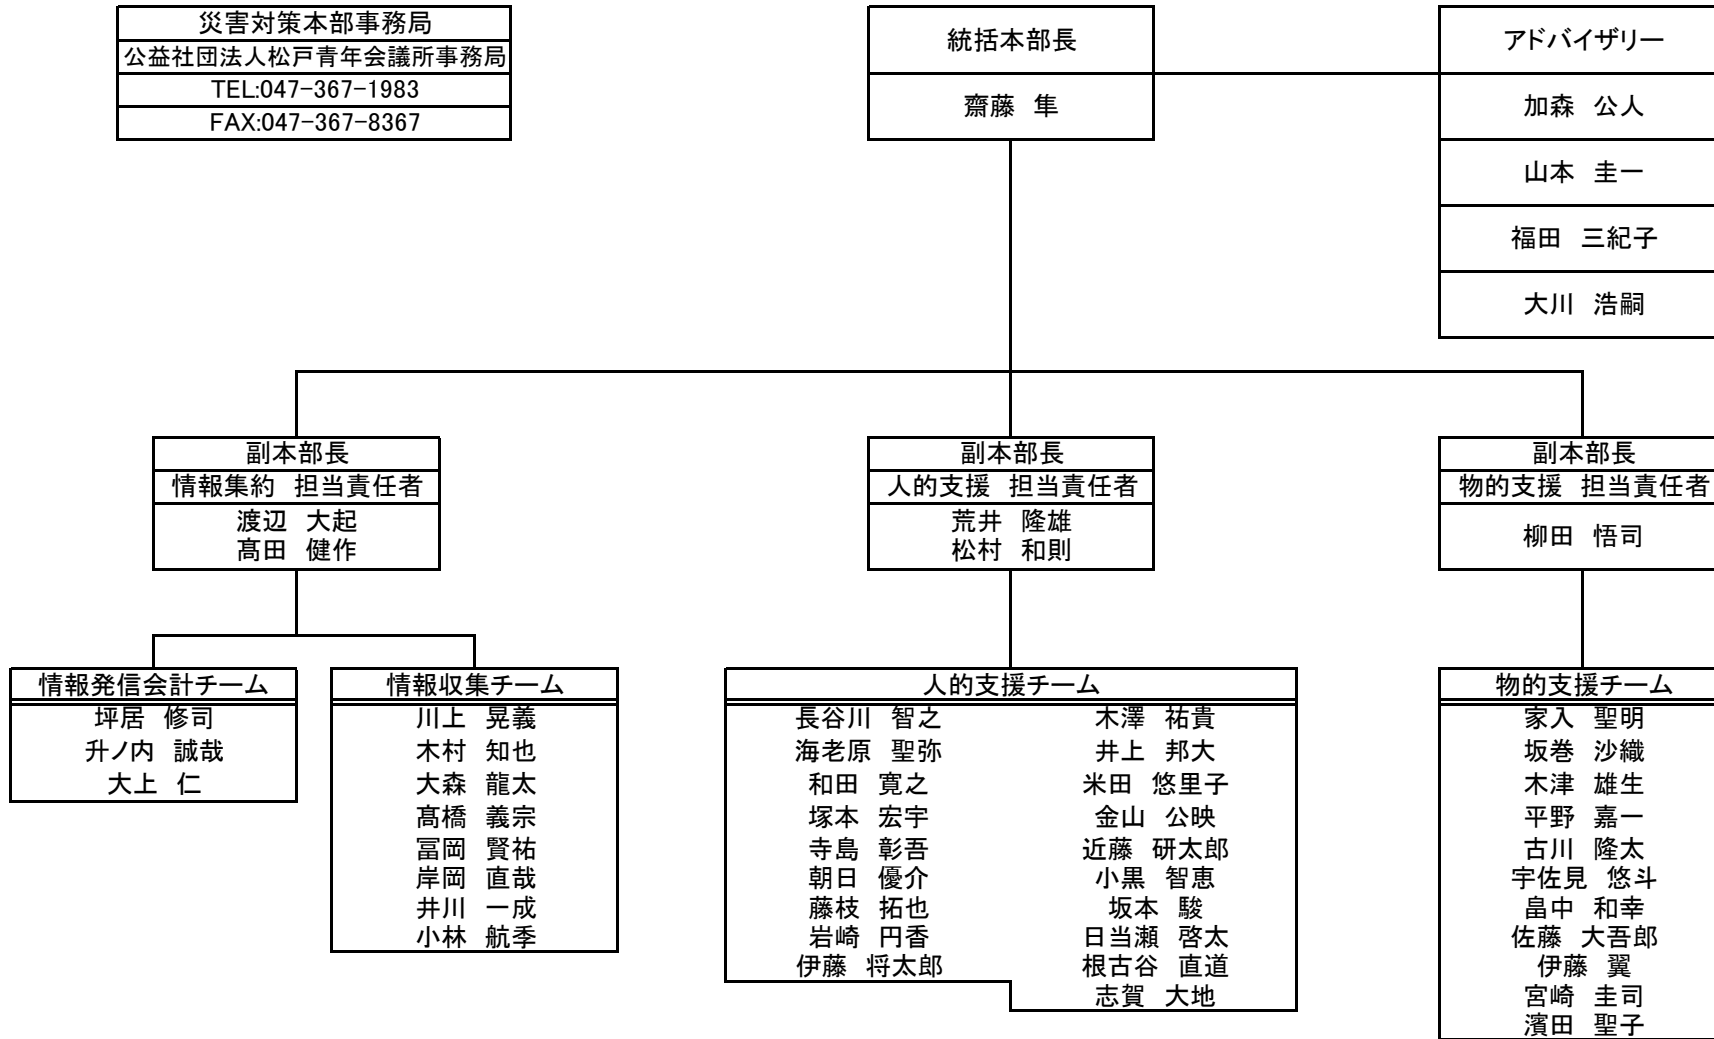 災害対策本部事務局
公益社団法人松戸青年会議所事務局
TEL:047-367-1983
FAX:047-367-8367
統括本部長
齋藤 隼
アドバイザリー
加森 公人
山本 圭一
福田 三紀子
大川 浩嗣
副本部長
情報集約 担当責任者
渡辺 大起
髙田 健作
副本部長
人的支援 担当責任者
荒井 隆雄
松村 和則
副本部長
物的支援 担当責任者
柳田 悟司
情報発信会計チーム
坪居 修司
升ノ内 誠哉
大上 仁
情報収集チーム
川上 晃義
木村 知也
大森 龍太
髙橋 義宗
冨岡 賢祐
岸岡 直哉
井川 一成
小林 航季
人的支援チーム
長谷川 智之 木澤 祐貴
海老原 聖弥 井上 邦大
和田 寛之 米田 悠里子
塚本 宏宇 金山 公映
寺島 彰吾 近藤 研太郎
朝日 優介 小黒 智恵
藤枝 拓也 坂本 駿
岩崎 円香 日当瀬 啓太
伊藤 将太郎 根古谷 直道
志賀 大地
物的支援チーム
家入 聖明
坂巻 沙織
木津 雄生
平野 嘉一
古川 隆太
宇佐見 悠斗
畠中 和幸
佐藤 大吾郎
伊藤 翼
宮崎 圭司
濱田 聖子